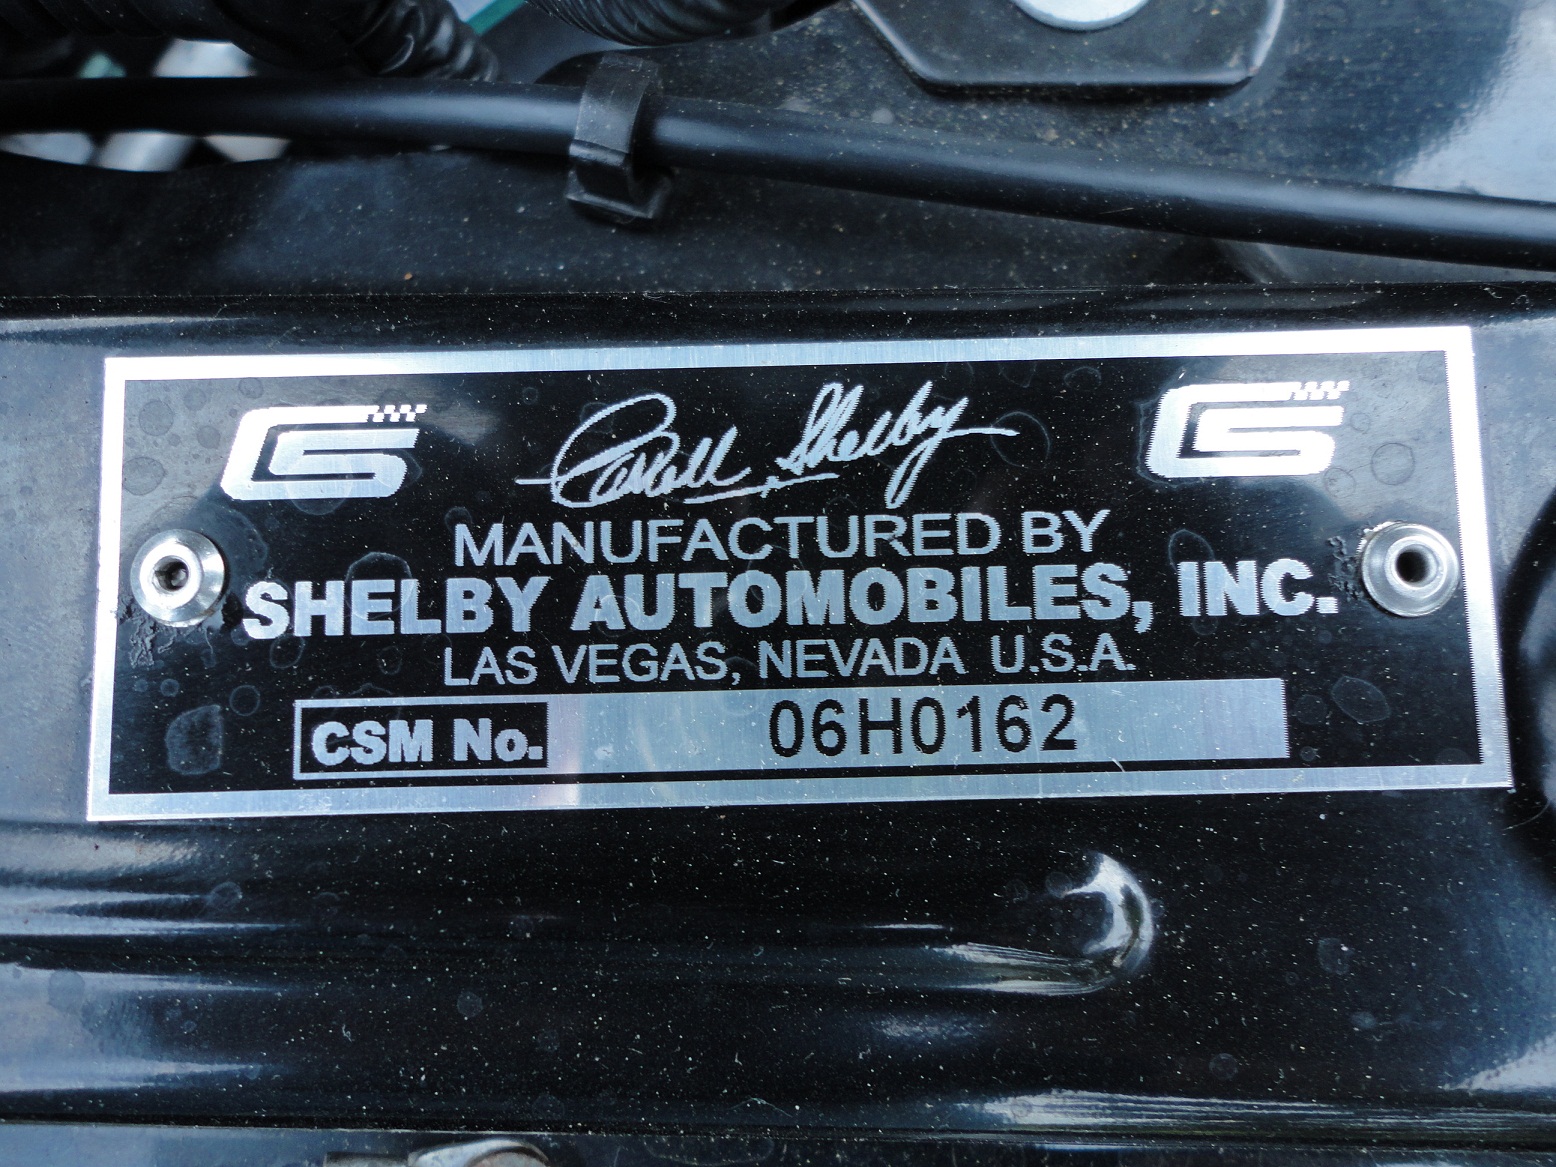 CS Carroll Shelby CS
MANUFACTURED BY
SHELBY AUTOMOBILES, INC.
LAS VEGAS, NEVADA U.S.A.
CSM No. 06H0162